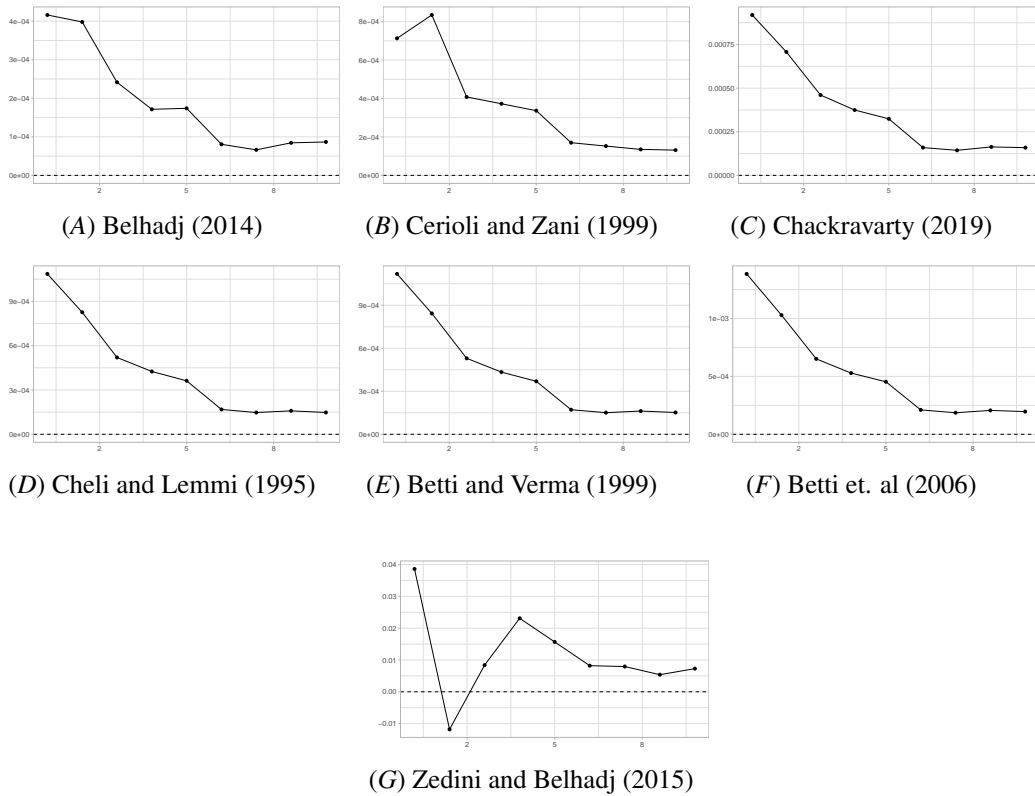 4e−04
3e−04
2e−04
1e−04
0e+00
2 5 8
(A) Belhadj (2014)
8e−04
6e−04
4e−04
2e−04
0e+00
2 5 8
(B) Cerioli and Zani (1999)
0.00075
0.00050
0.00025
0.00000
2 5 8
(C) Chackravarty (2019)
9e−04
6e−04
3e−04
0e+00
2 5 8
(D) Cheli and Lemmi (1995)
9e−04
6e−04
3e−04
0e+00
2 5 8
(E) Betti and Verma (1999)
1e−03
5e−04
0e+00
2 5 8
(F) Betti et. al (2006)
0.04
0.03
0.02
0.01
0.00
−0.01
2 5 8
(G) Zedini and Belhadj (2015)